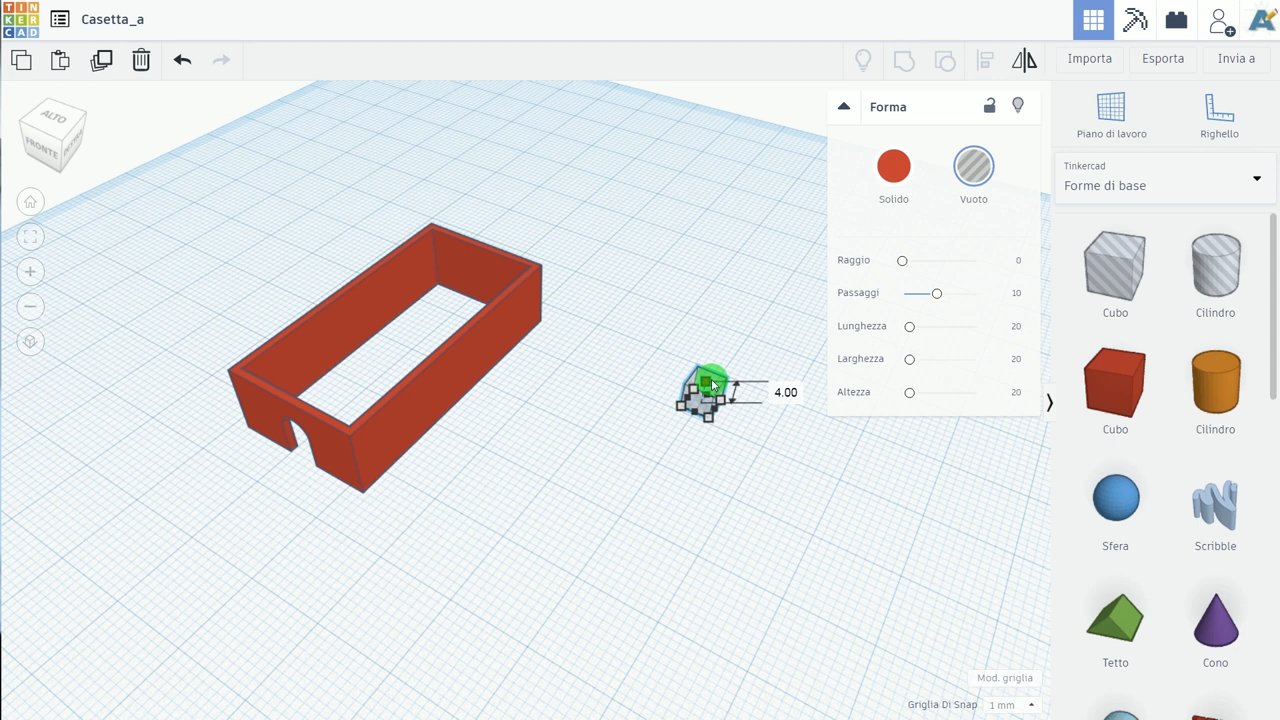 TIN
KER
CAD
Casetta_a
Importa
Esporta
Invia a
ALTO
FRONTE
Forma
Solido
Vuoto
Raggio 0
Passaggi 10
Lunghezza 20
Larghezza 20
Altezza 20
4.00
Piano di lavoro
Righello
Tinkercad
Forme di base
Cubo
Cilindro
Cubo
Cilindro
Sfera
Scribble
Tetto
Cono
Mod. griglia
Griglia Di Snap 1 mm